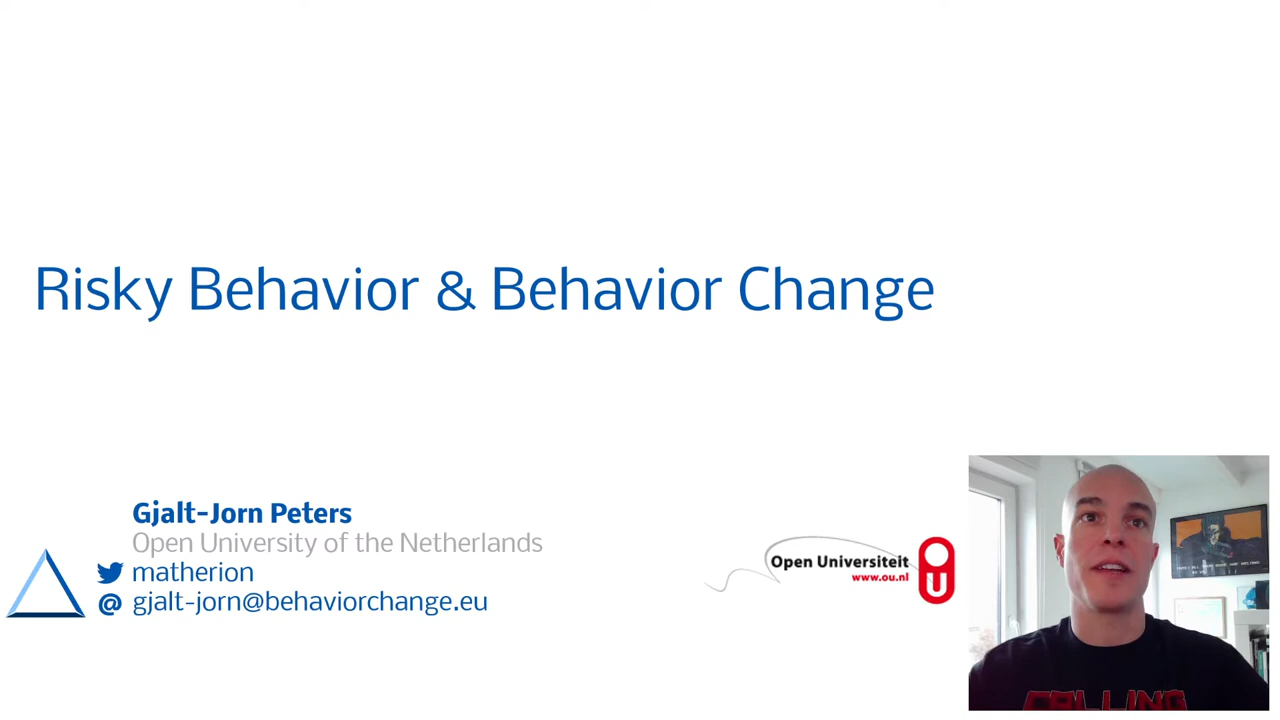 Risky Behavior & Behavior Change
Gjalt-Jorn Peters
Open University of the Netherlands
matherion
@ gjalt-jorn@behaviorchange.eu
Open Universiteit
www.ou.nl